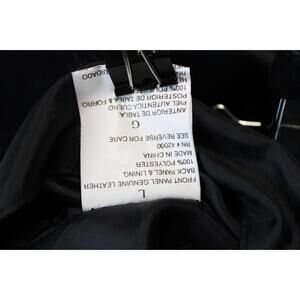 L
FRONT PANEL:GENUINE LEATHER
BACK PANEL & LINING:
100% POLYESTER
MADE IN CHINA
RN # 42000
SEE REVERSE FOR CARE
G
ANTERIOR DE TABLA:
PIEL AUTENTICA CUERO
POSTERIOR DE TABLA & FORRO:
100%